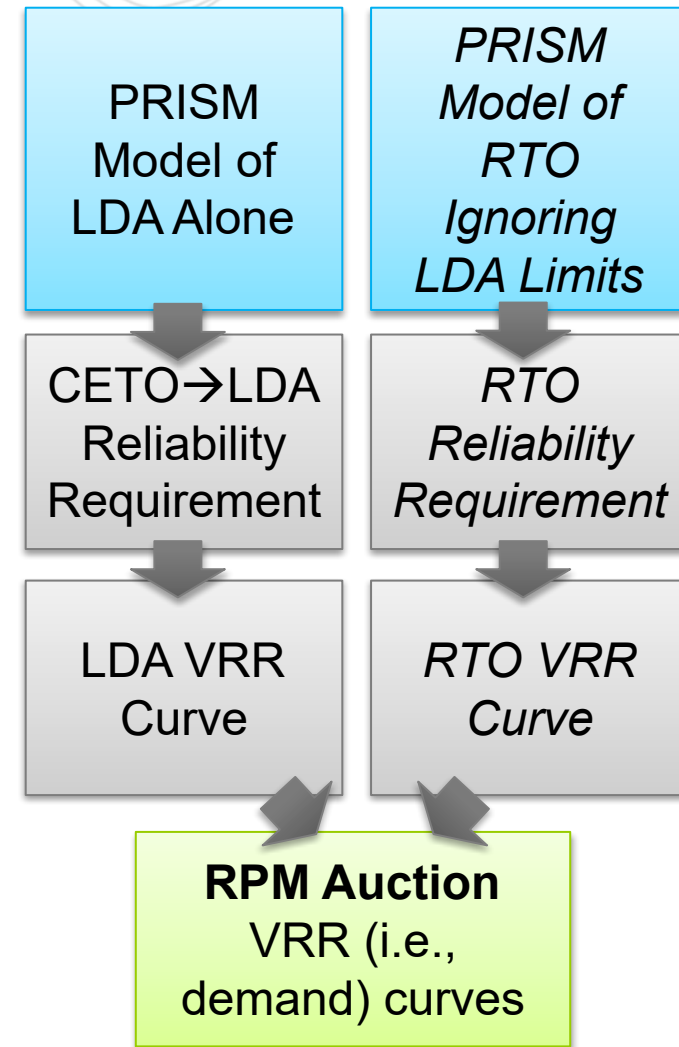 PRISM
Model of
LDA Alone
PRISM
Model of
RTO
Ignoring
LDA Limits
CETO→LDA
Reliability
Requirement
RTO
Reliability
Requirement
LDA VRR
Curve
RTO VRR
Curve
RPM Auction
VRR (i.e.,
demand) curves